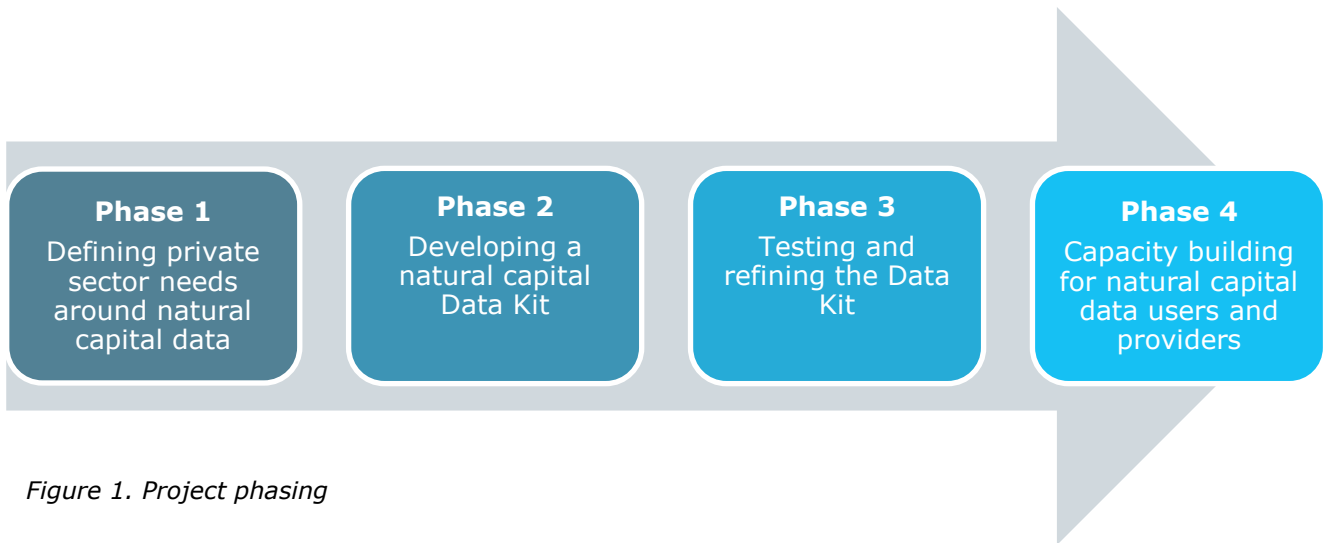 Phase 1
Defining private
sector needs
around natural
capital data
Phase 2
Developing a
natural capital
Data Kit
Phase 3
Testing and
refining the Data
Kit
Phase 4
Capacity building
for natural capital
data users and
providers
Figure 1. Project phasing